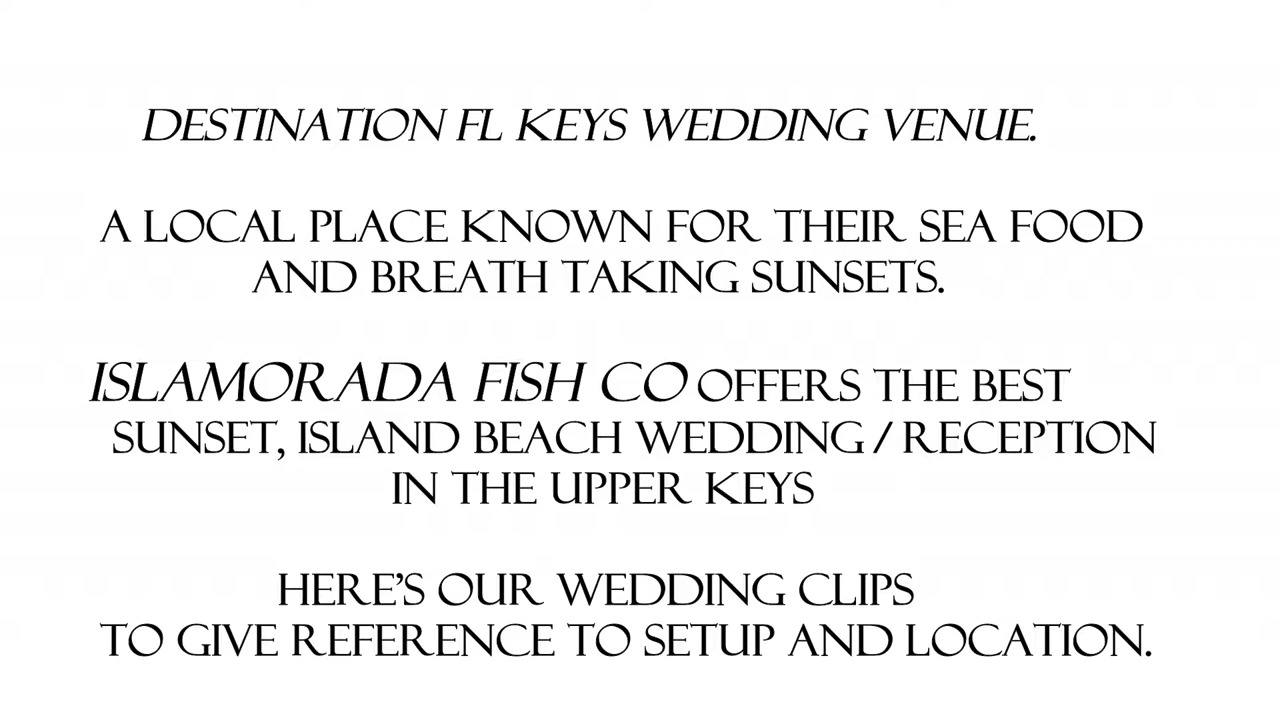 DESTINATION FL KEYS WEDDING VENUE.
A LOCAL PLACE KNOWN FOR THEIR SEA FOOD
AND BREATH TAKING SUNSETS.
ISLAMORADA FISH CO OFFERS THE BEST
SUNSET, ISLAND BEACH WEDDING / RECEPTION
IN THE UPPER KEYS
HERE'S OUR WEDDING CLIPS
TO GIVE REFERENCE TO SETUP AND LOCATION.